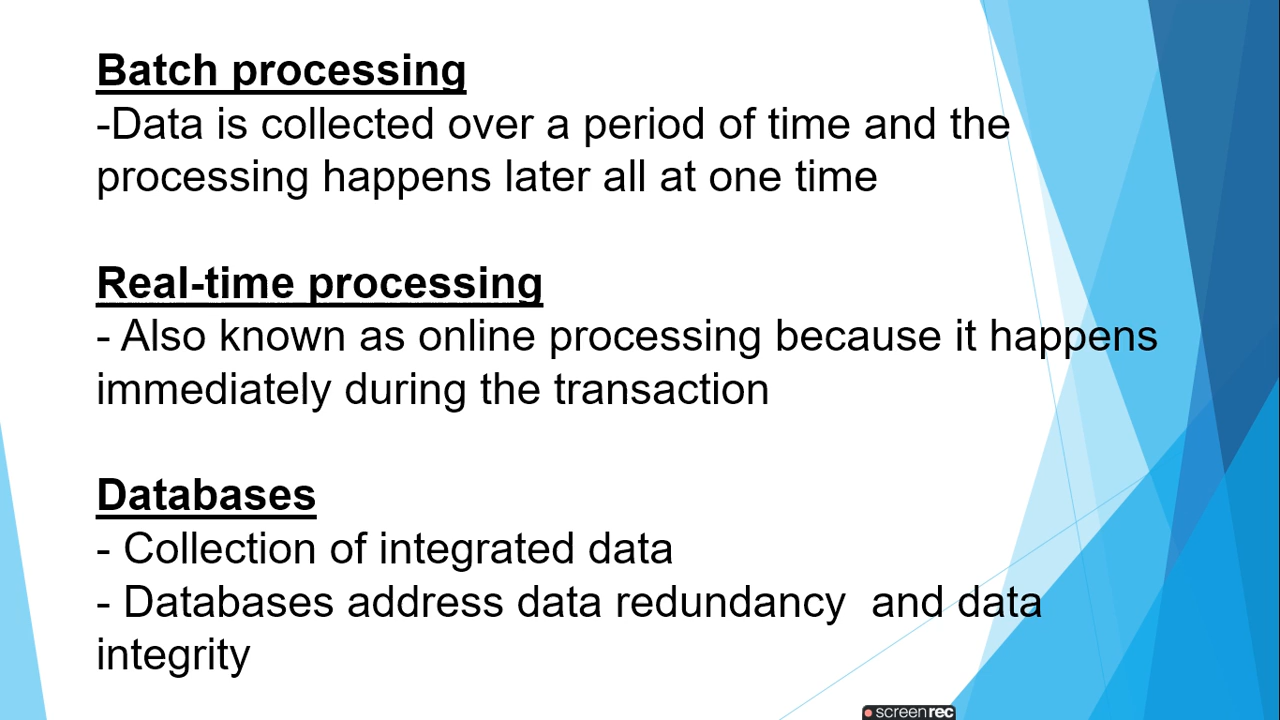 Batch processing
-Data is collected over a period of time and the
processing happens later all at one time
Real-time processing
- Also known as online processing because it happens
immediately during the transaction
Databases
- Collection of integrated data
- Databases address data redundancy  and data
integrity
screenrec